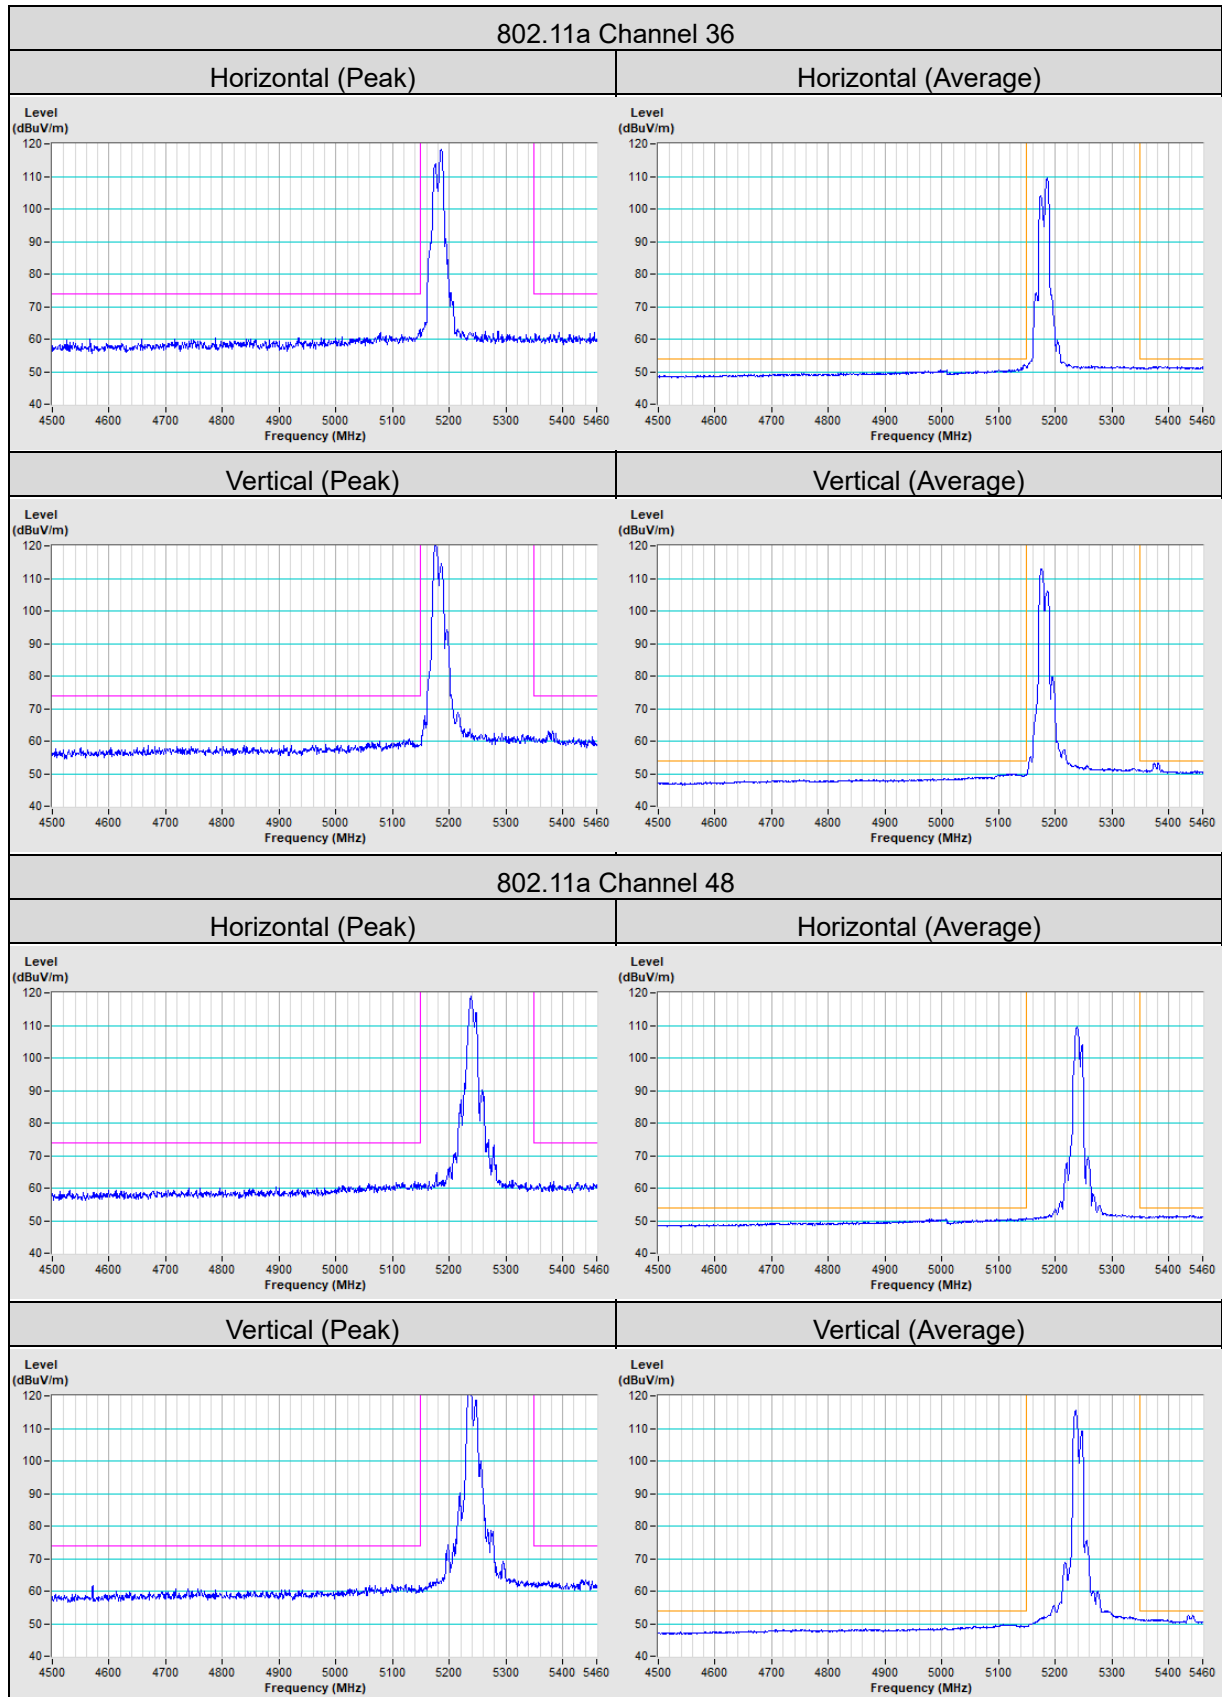 802.11a Channel 36
Horizontal (Peak) Horizontal (Average)
Level Level
(dBuV/m) (dBuV/m)
120 120
110 110
100 100
90 90
80 80
70 70
60 60
50 50
40 40
4500 4600 4700 4800 4900 5000 5100 5200 5300 5400 5460 4500 4600 4700 4800 4900 5000 5100 5200 5300 5400 5460
Frequency (MHz) Frequency (MHz)
Vertical (Peak) Vertical (Average)
Level Level
(dBuV/m) (dBuV/m)
120 120
110 110
100 100
90 90
80 80
70 70
60 60
50 50
40 40
4500 4600 4700 4800 4900 5000 5100 5200 5300 5400 5460 4500 4600 4700 4800 4900 5000 5100 5200 5300 5400 5460
Frequency (MHz) Frequency (MHz)
802.11a Channel 48
Horizontal (Peak) Horizontal (Average)
Level Level
(dBuV/m) (dBuV/m)
120 120
110 110
100 100
90 90
80 80
70 70
60 60
50 50
40 40
4500 4600 4700 4800 4900 5000 5100 5200 5300 5400 5460 4500 4600 4700 4800 4900 5000 5100 5200 5300 5400 5460
Frequency (MHz) Frequency (MHz)
Vertical (Peak) Vertical (Average)
Level Level
(dBuV/m) (dBuV/m)
120 120
110 110
100 100
90 90
80 80
70 70
60 60
50 50
40 40
4500 4600 4700 4800 4900 5000 5100 5200 5300 5400 5460 4500 4600 4700 4800 4900 5000 5100 5200 5300 5400 5460
Frequency (MHz) Frequency (MHz)